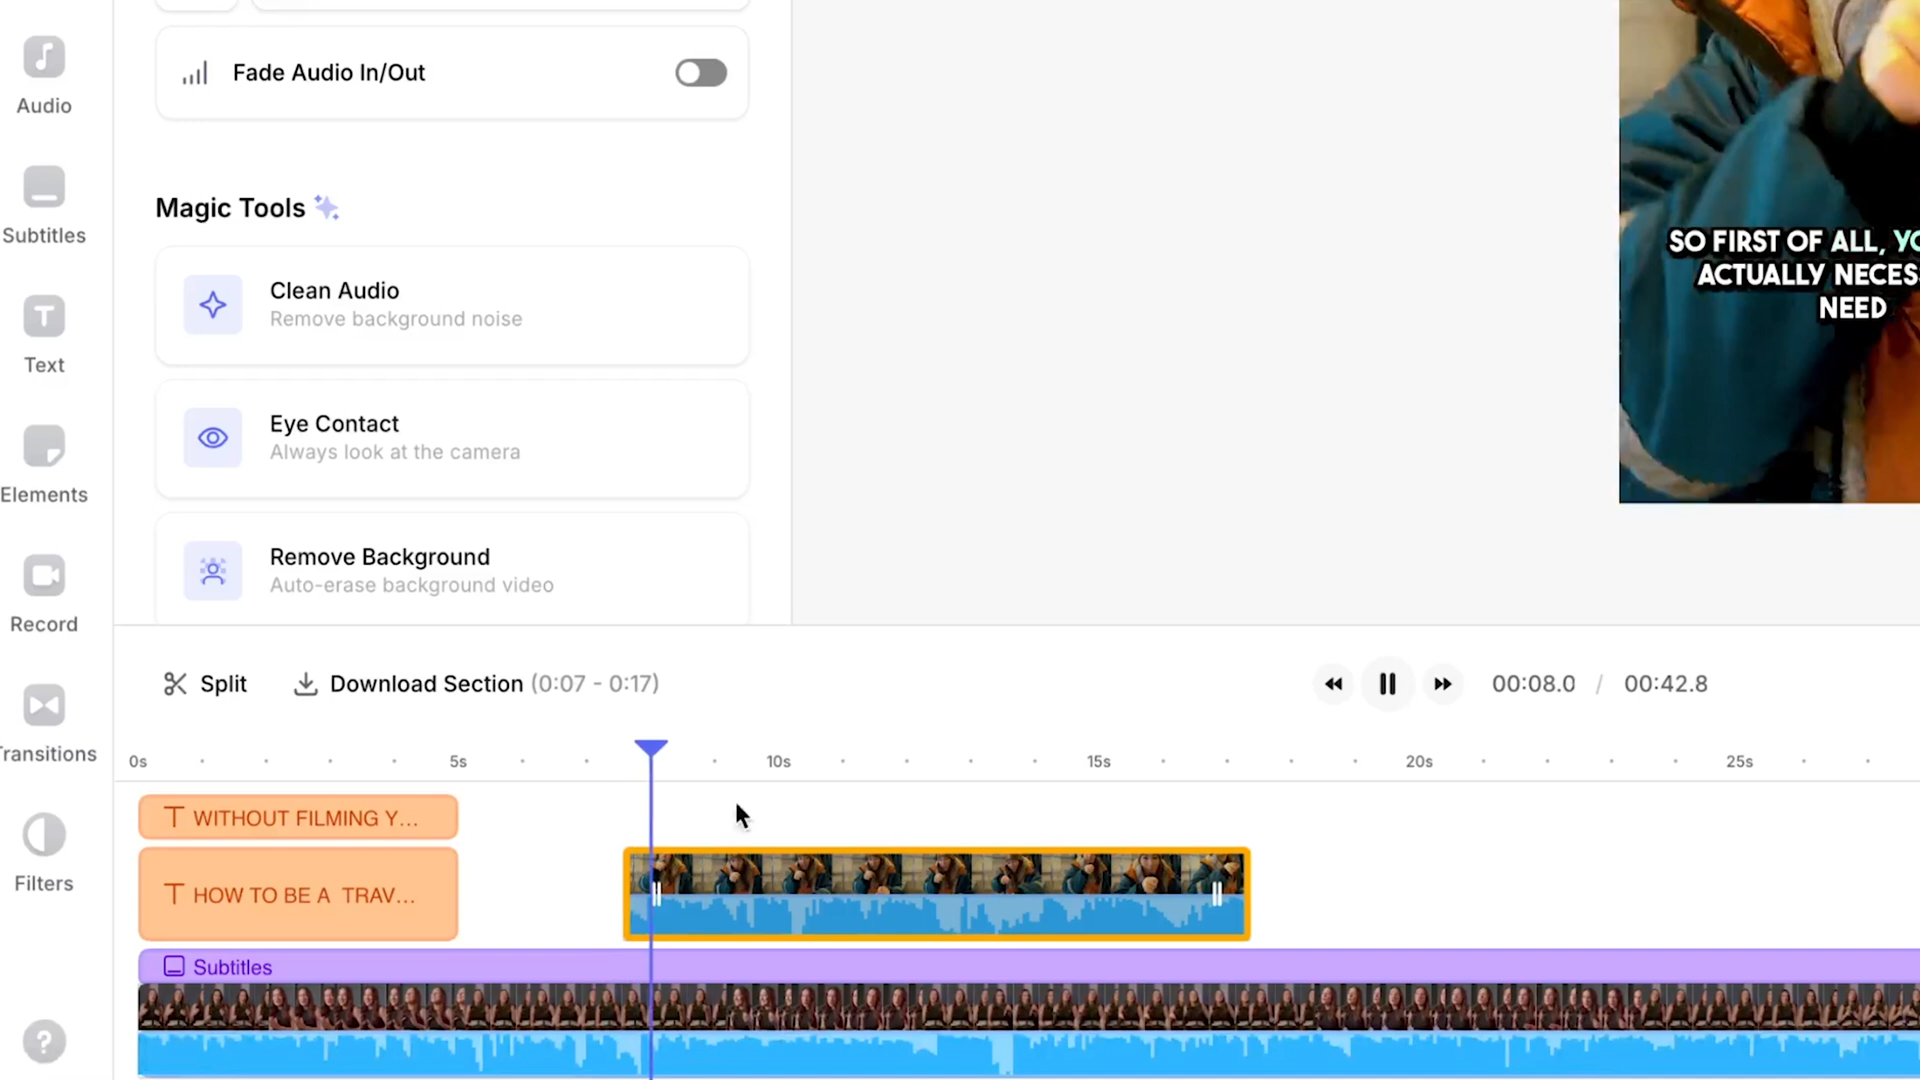 Audio
Subtitles
Text
Elements
Record
Transitions
Filters
?
Fade Audio In/Out
Magic Tools
Clean Audio
Remove background noise
Eye Contact
Always look at the camera
Remove Background
Auto-erase background video
SO FIRST OF ALL,
ACTUALLY
NEED
Split
Download Section (0:07 - 0:17)
00:08.0 / 00:42.8
0s 5s 10s 15s 20s 25s
T WITHOUT FILMING Y...
T HOW TO BE A TRAV...
Subtitles